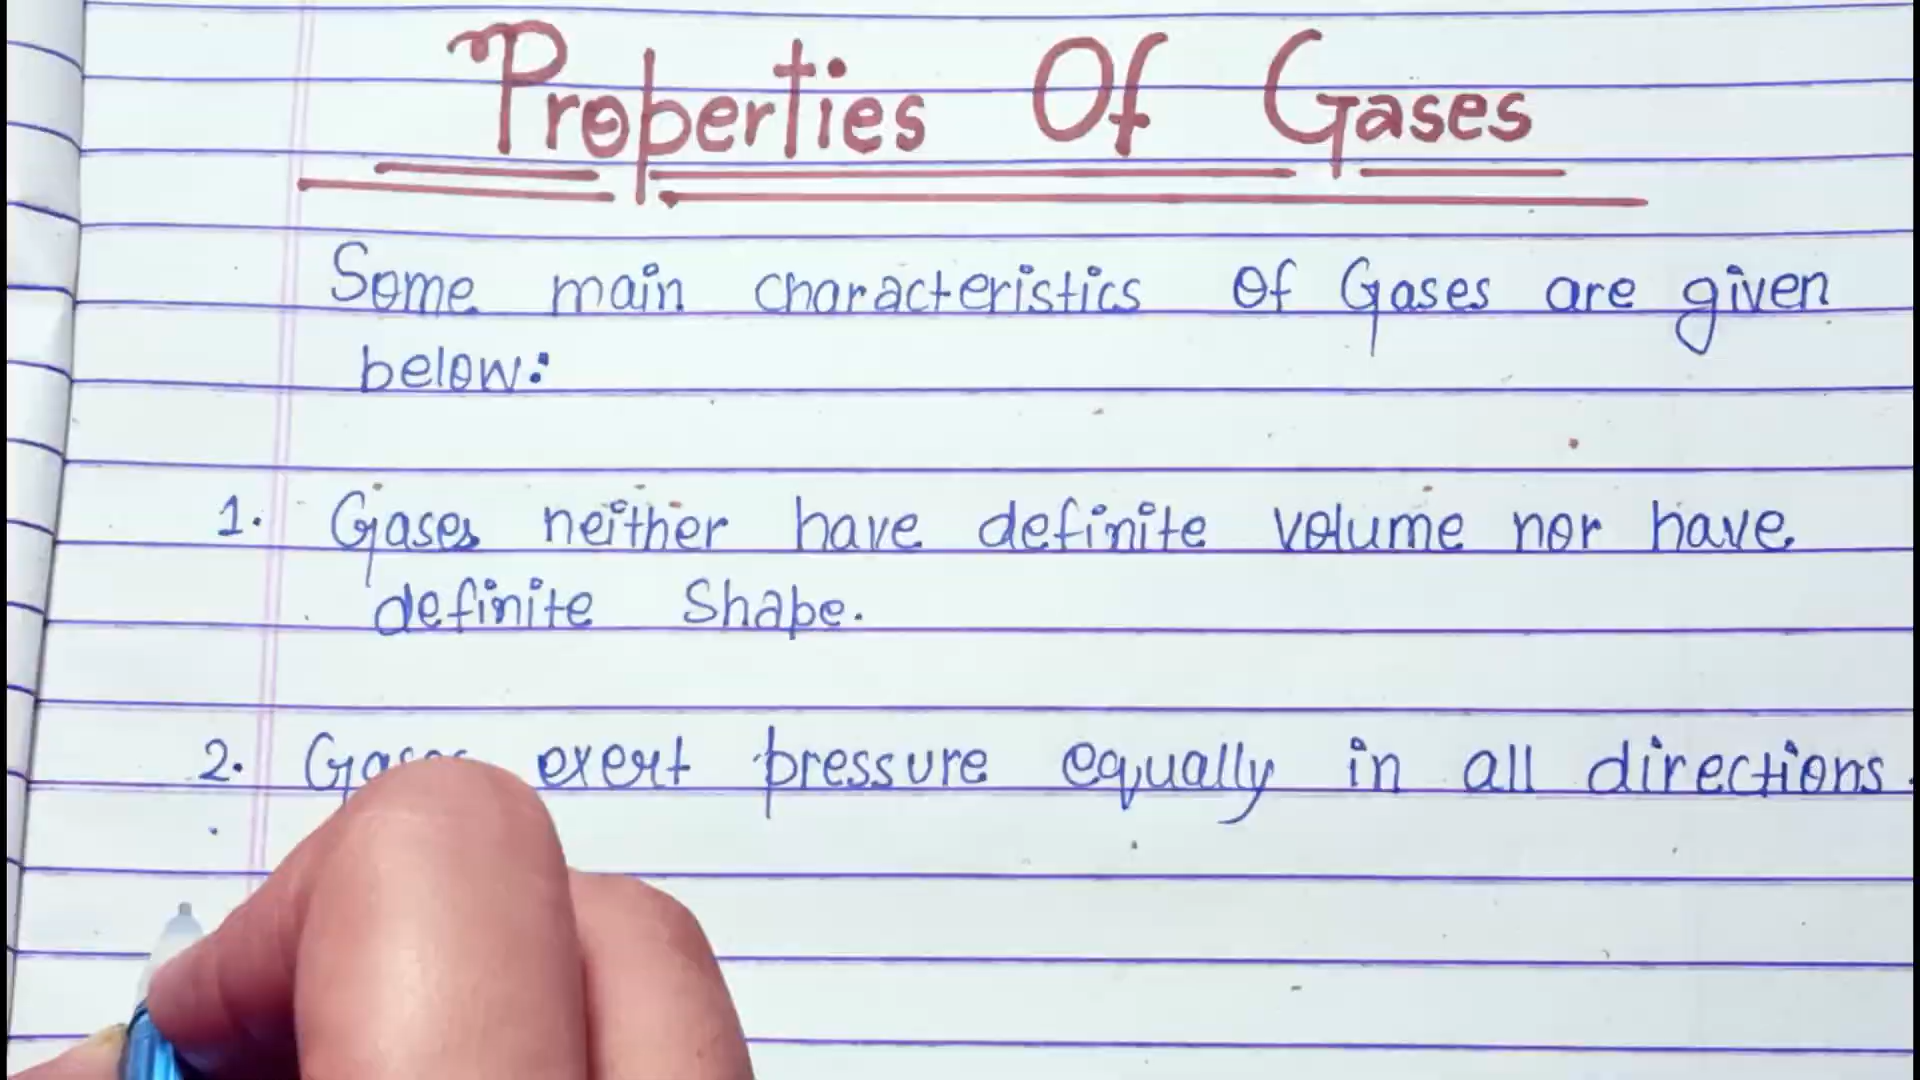 Properties Of Gases
Some main characteristics of Gases are given
below:
1. Gases neither have definite volume nor have
definite Shape.
2. Gases exert pressure equally in all directions.